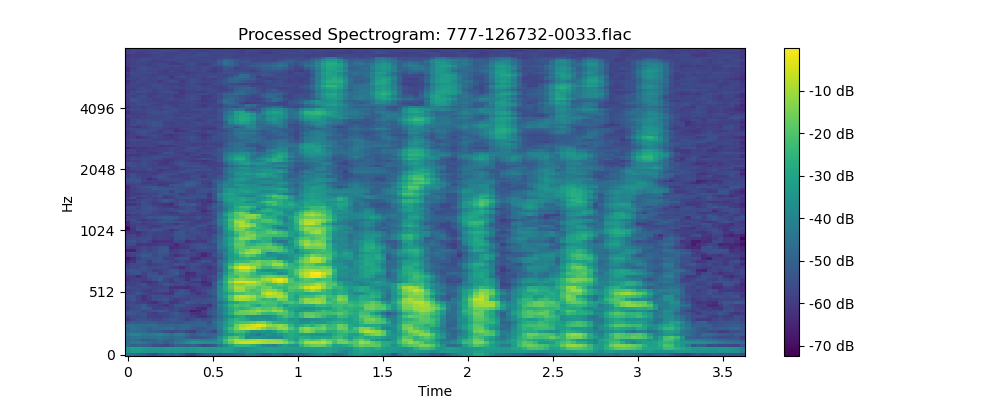 Processed Spectrogram: 777-126732-0033.flac
Hz
4096
2048
1024
512
0
0 0.5 1 1.5 2 2.5 3 3.5
Time
-10 dB
-20 dB
-30 dB
-40 dB
-50 dB
-60 dB
-70 dB